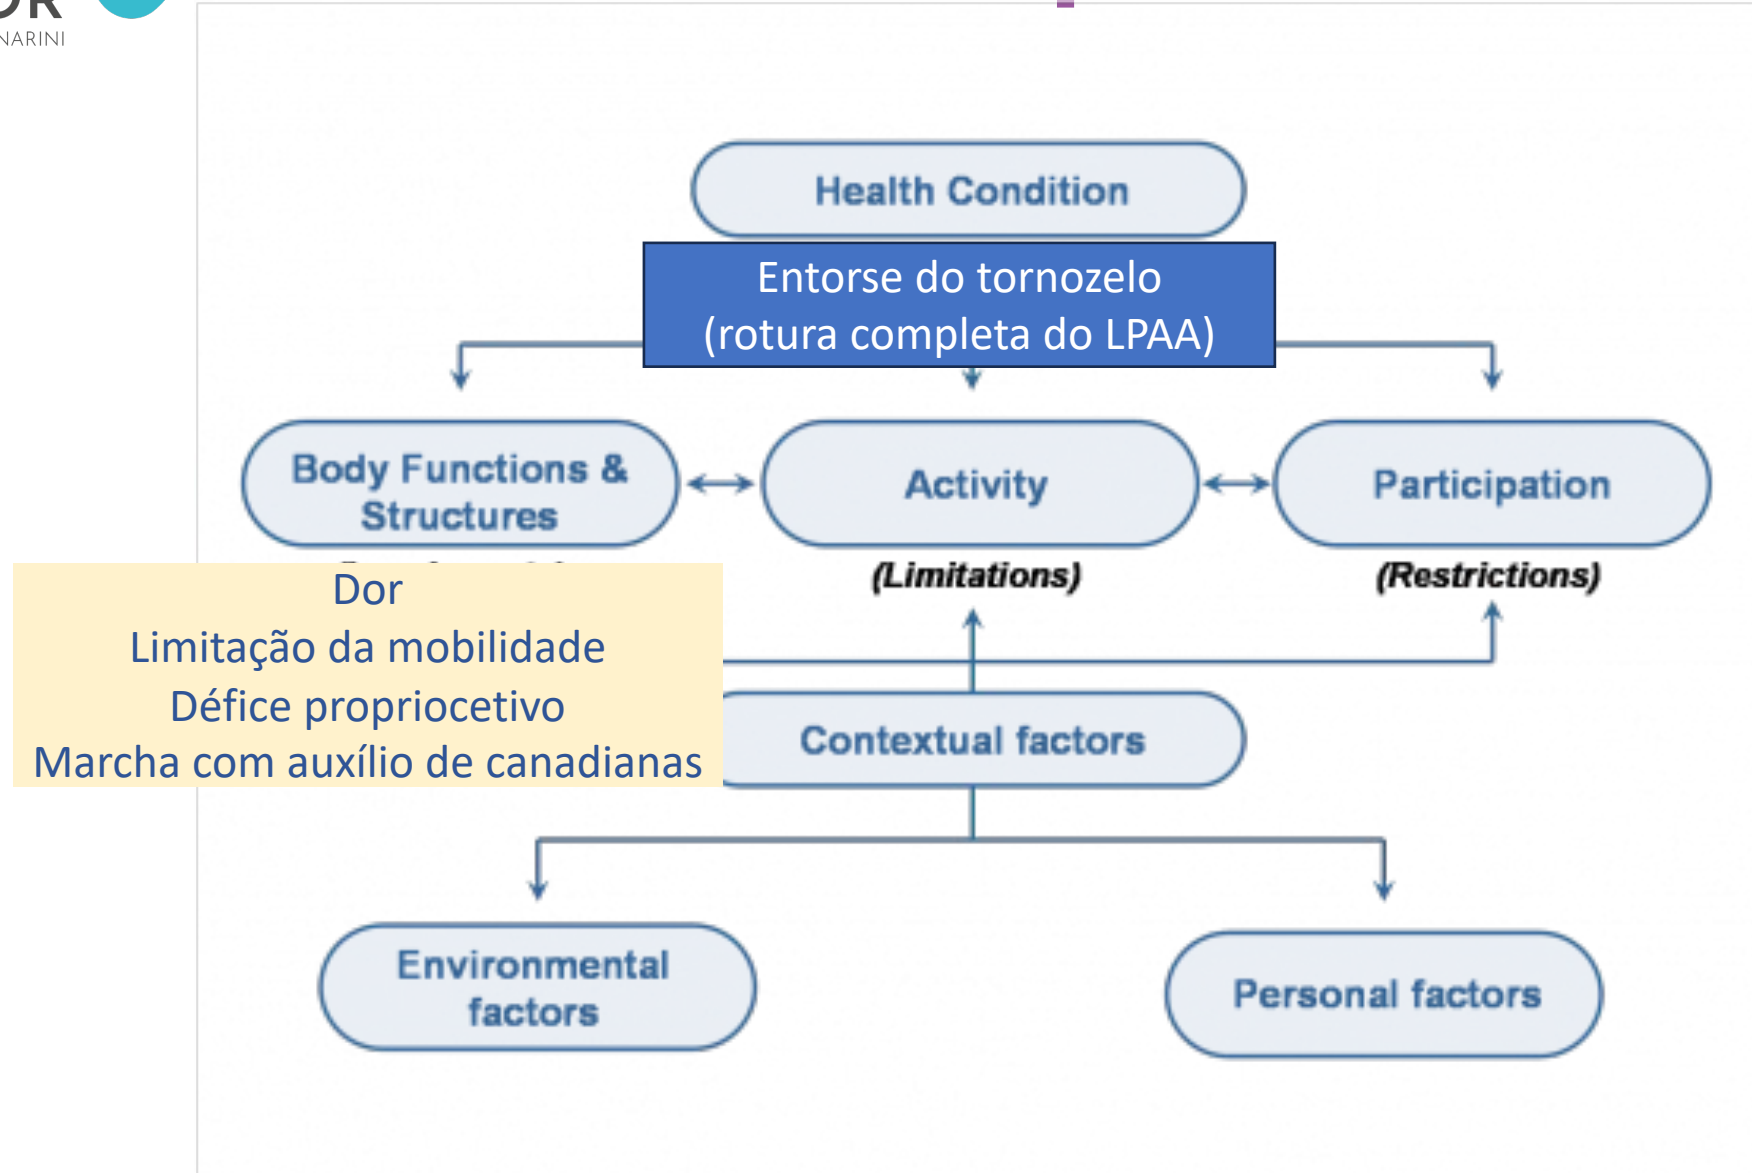 NARINI
Health Condition
Entorse do tornozelo
(rotura completa do LPAA)
Body Functions &
Structures
Activity
Participation
(Limitations)
(Restrictions)
Dor
Limitação da mobilidade
Défice propriocetivo
Marcha com auxílio de canadianas
Contextual factors
Environmental
factors
Personal factors